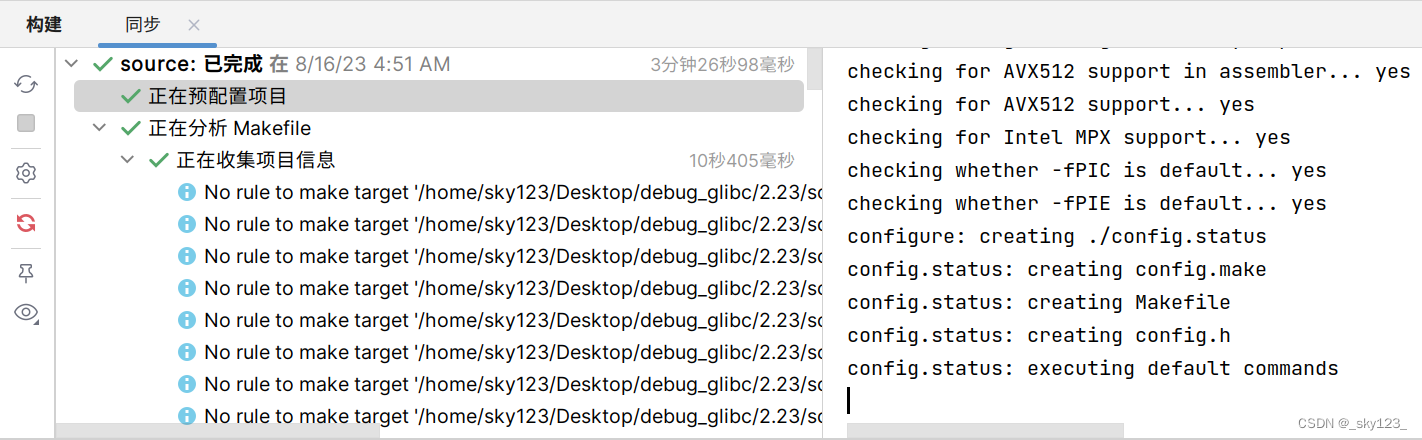 构建
同步
source: 已完成 在 8/16/23 4:51 AM
3分钟26秒98毫秒
正在预配置项目
正在分析 Makefile
正在收集项目信息
10秒405毫秒
No rule to make target '/home/sky123/Desktop/debug_glibc/2.23/so
No rule to make target '/home/sky123/Desktop/debug_glibc/2.23/so
No rule to make target '/home/sky123/Desktop/debug_glibc/2.23/so
No rule to make target '/home/sky123/Desktop/debug_glibc/2.23/so
No rule to make target '/home/sky123/Desktop/debug_glibc/2.23/so
No rule to make target '/home/sky123/Desktop/debug_glibc/2.23/so
No rule to make target '/home/sky123/Desktop/debug_glibc/2.23/so
No rule to make target '/home/sky123/Desktop/debug_glibc/2.23/so
checking for AVX512 support in assembler... yes
checking for AVX512 support... yes
checking for Intel MPX support... yes
checking whether -fPIC is default... yes
checking whether -fPIE is default... yes
configure: creating ./config.status
config.status: creating config.make
config.status: creating Makefile
config.status: creating config.h
config.status: executing default commands
CSDN @_sky123_